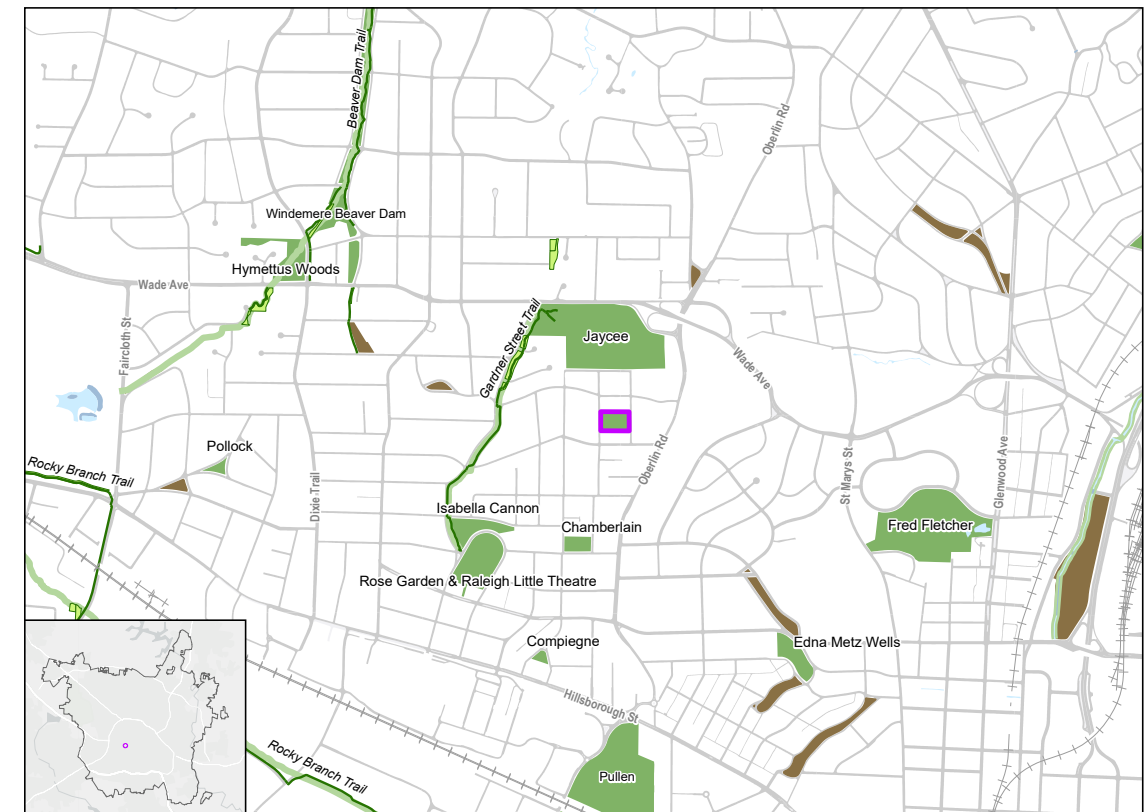 Beaver Dam Trail
Oberlin Rd
Windemere Beaver Dam
Hymettus Woods
Wade Ave
Faircloth St
Gardner Street Trail
Jaycee
Wade Ave
Pollock
Rocky Branch Trail
Dixie Trail
Oberlin Rd
St Marys St
Glenwood Ave
Isabella Cannon
Chamberlain
Fred Fletcher
Rose Garden & Raleigh Little Theatre
Compiegne
Edna Metz Wells
Hillsborough St
Rocky Branch Trail
Pullen